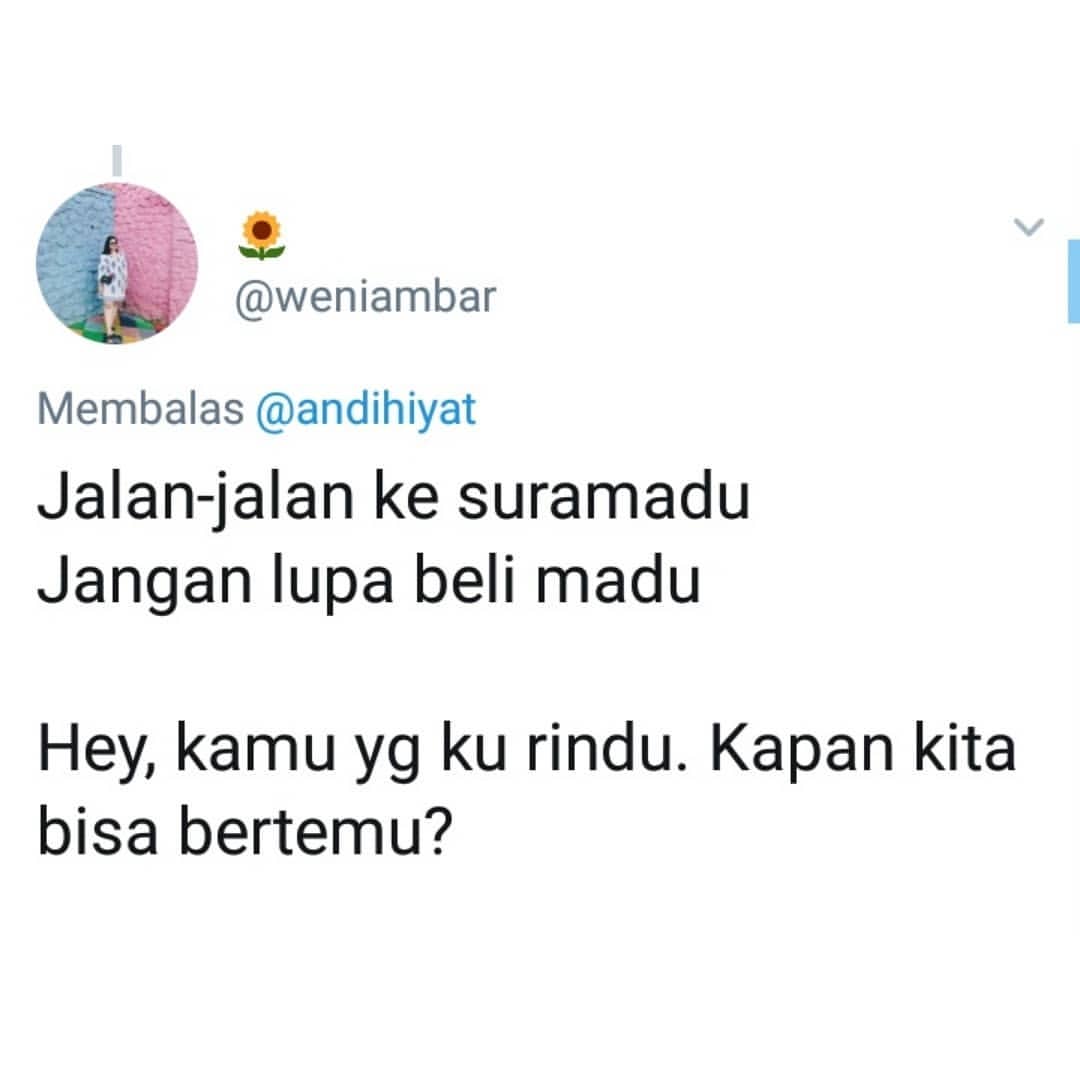 🌻
@weniambar
Membalas @andihiyat
Jalan-jalan ke suramadu
Jangan lupa beli madu
Hey, kamu yg ku rindu. Kapan kita
bisa bertemu?